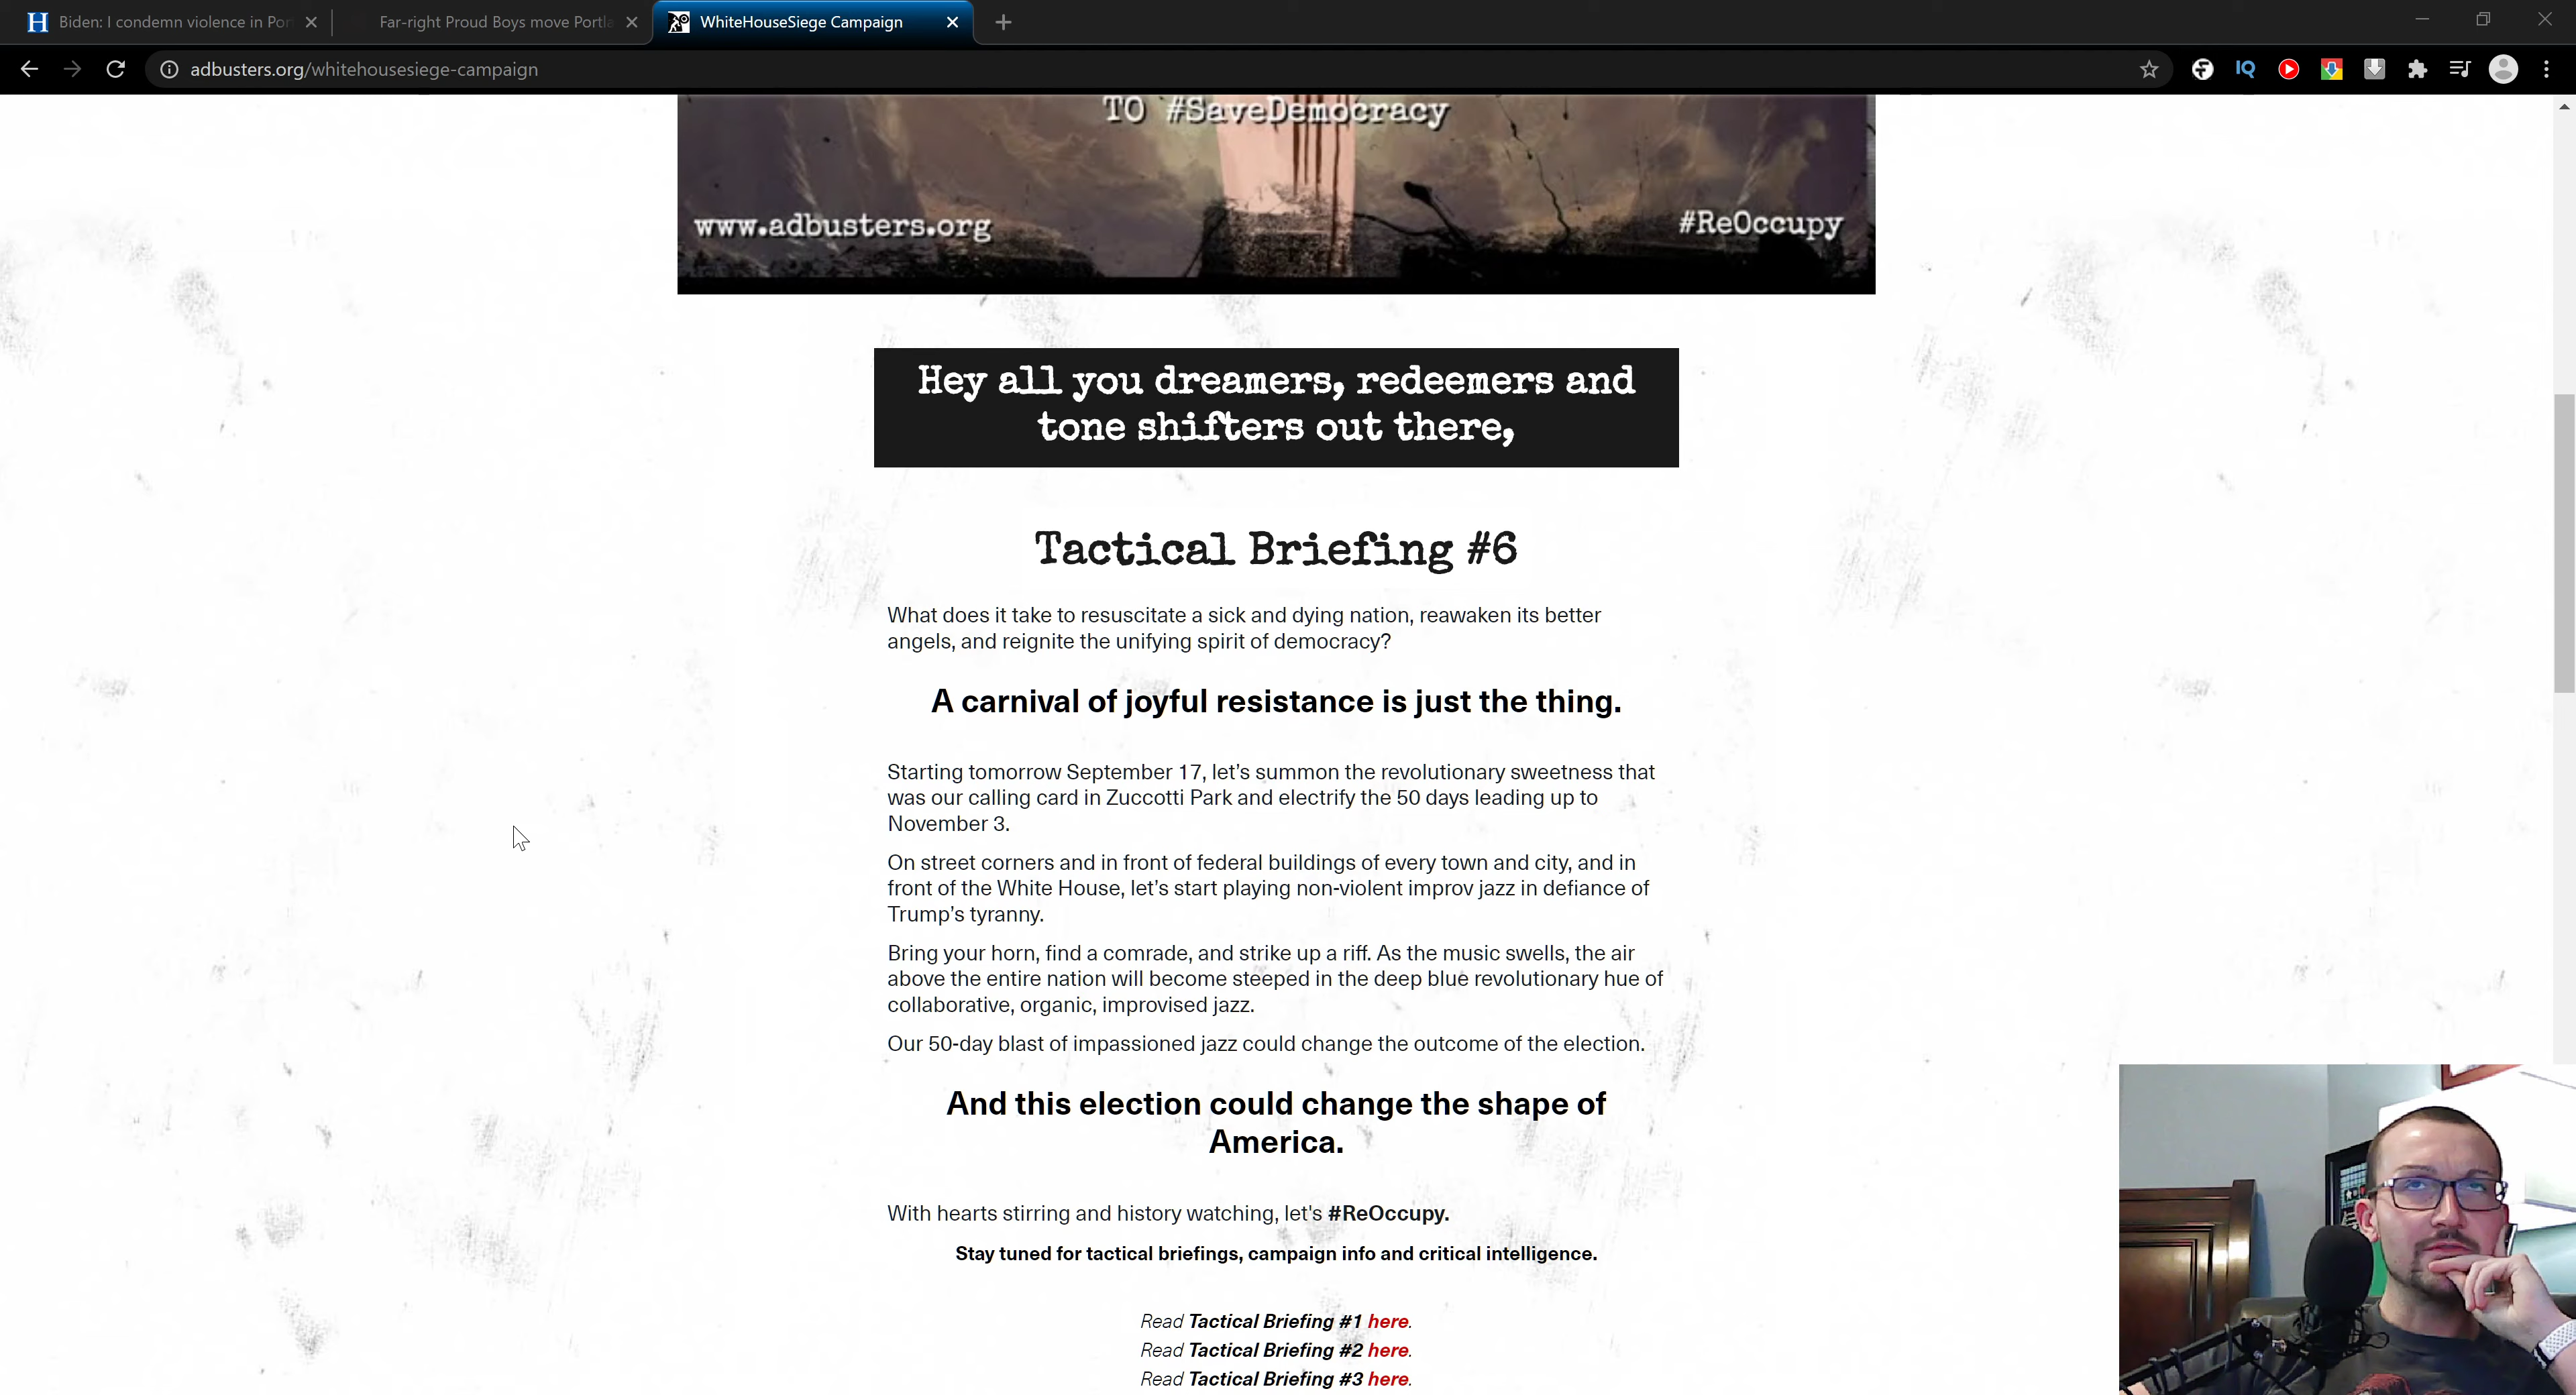 Biden: I condemn violence in Por
Far-right Proud Boys move Portla
WhiteHouseSiege Campaign
adbusters.org/whitehousesiege-campaign
IQ
TO #SaveDemocracy
www.adbusters.org
#ReOccupy
Hey all you dreamers, redeemers and
tone shifters out there,
Tactical Briefing #6
What does it take to resuscitate a sick and dying nation, reawaken its better
angels, and reignite the unifying spirit of democracy?
A carnival of joyful resistance is just the thing.
Starting tomorrow September 17, let’s summon the revolutionary sweetness that
was our calling card in Zuccotti Park and electrify the 50 days leading up to
November 3.
On street corners and in front of federal buildings of every town and city, and in
front of the White House, let’s start playing non-violent improv jazz in defiance of
Trump’s tyranny.
Bring your horn, find a comrade, and strike up a riff. As the music swells, the air
above the entire nation will become steeped in the deep blue revolutionary hue of
collaborative, organic, improvised jazz.
Our 50-day blast of impassioned jazz could change the outcome of the election.
And this election could change the shape of
America.
With hearts stirring and history watching, let's #ReOccupy.
Stay tuned for tactical briefings, campaign info and critical intelligence.
Read Tactical Briefing #1 here.
Read Tactical Briefing #2 here.
Read Tactical Briefing #3 here.